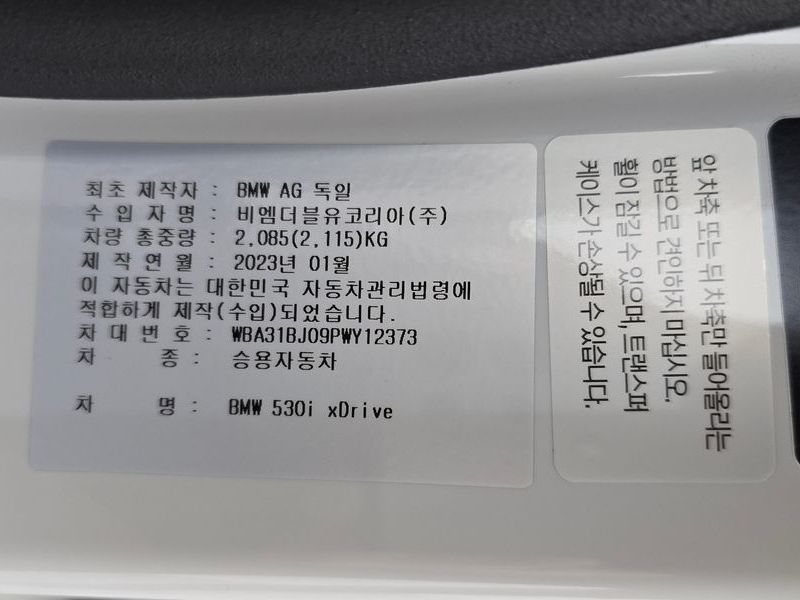 최초 제작자 : BMW AG 독일
수 입 자 명 : 비엠더블유코리아(주)
차량 총중량 : 2,085(2,115)KG
제 작 연 월 : 2023년 01월
이 자동차는 대한민국 자동차관리법령에
적합하게 제작(수입)되었습니다.
차 대 번 호 : WBA31BJ09PWY12373
차 종 : 승용자동차
차 명 : BMW 530i xDrive
앞 차축 또는 뒤 차축만 들어올리는
방법으로 견인하지 마십시오.
휠이 잠길 수 있으며, 트랜스퍼
케이스가 손상될 수 있습니다.